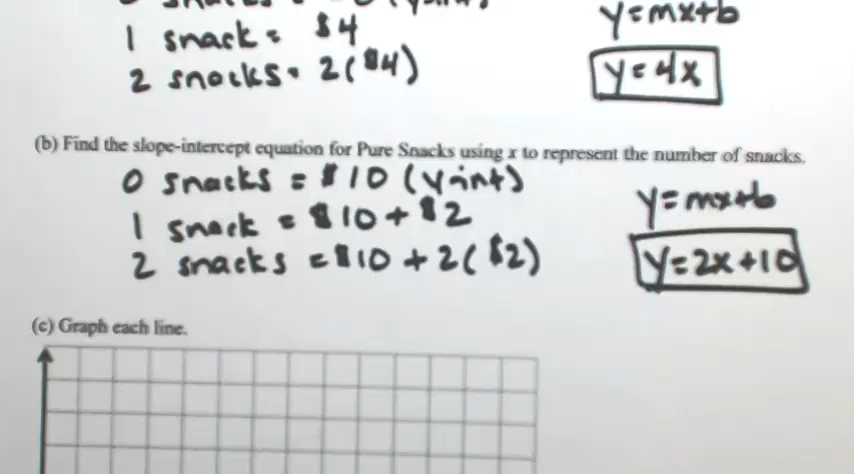 y=mx+b
1 snack = $4
2 snacks = 2($4)
y = 4x
(b) Find the slope-intercept equation for Pure Snacks using x to represent the number of snacks.
0 snacks = $10 (y-int)
1 snack = $10 + $2
2 snacks = $10 + 2($2)
y=mx+b
y=2x+10
(c) Graph each line.